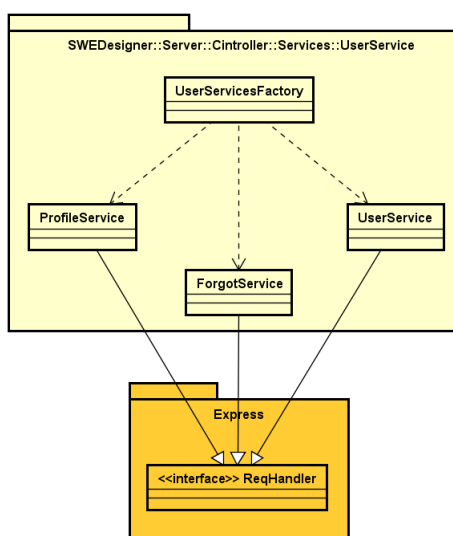 SWEDesigner::Server::Cintroller::Services::UserService
UserServicesFactory
ProfileService
UserService
ForgotService
Express
<<interface>> ReqHandler